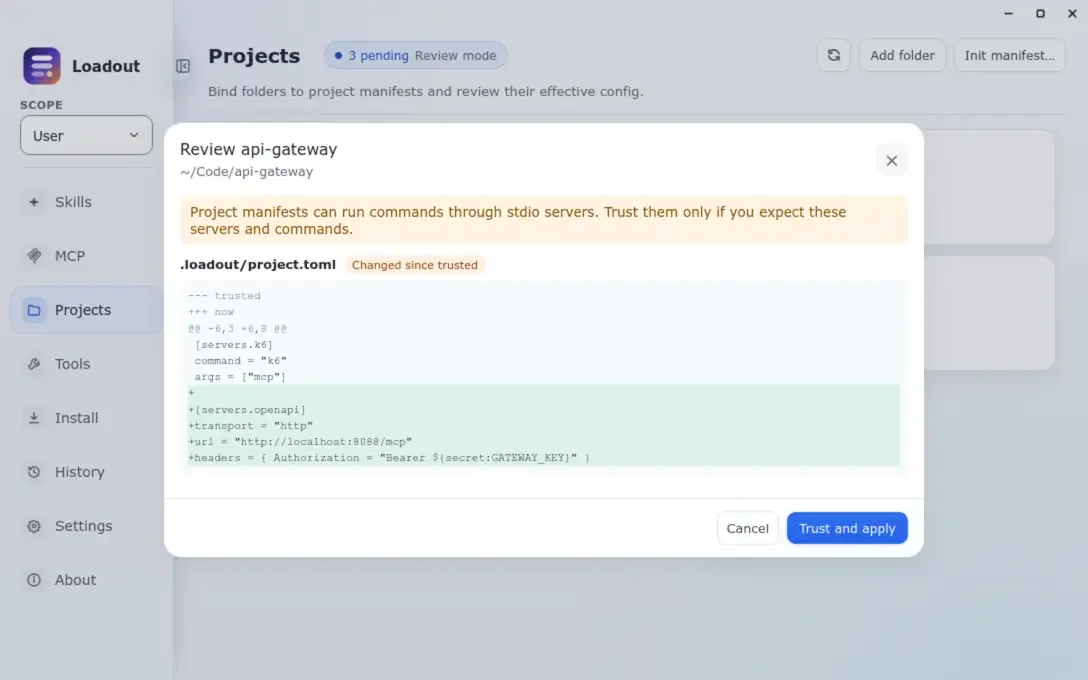 Loadout
SCOPE
User
Skills
MCP
Projects
Tools
Install
History
Settings
About
Projects
3 pending Review mode
Add folder
Init manifest...
Bind folders to project manifests and review their effective config.
Review api-gateway
~/Code/api-gateway
Project manifests can run commands through stdio servers. Trust them only if you expect these
servers and commands.
.loadout/project.toml Changed since trusted
--- trusted
+++ now
@@ -6,3 +6,8 @@
[servers.k6]
command = "k6"
args = ["mcp"]
+
+[servers.openapi]
+transport = "http"
+url = "http://localhost:8088/mcp"
+headers = { Authorization = "Bearer ${secret:GATEWAY_KEY}" }
Cancel
Trust and apply